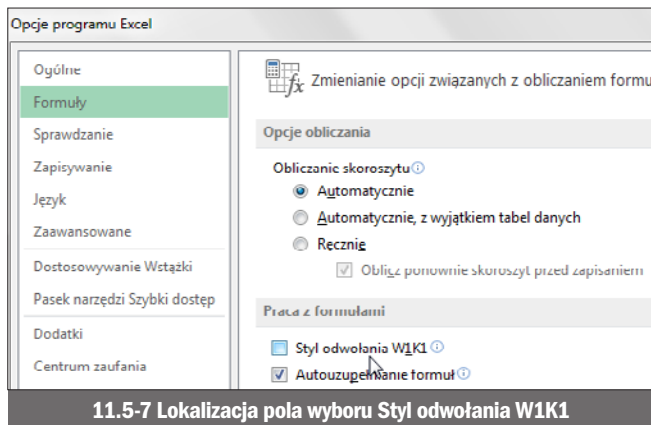 Opcje programu Excel
Ogólne
Formuły
Sprawdzanie
Zapisywanie
Język
Zaawansowane
Dostosowywanie Wstążki
Pasek narzędzi Szybki dostęp
Dodatki
Centrum zaufania
fx Zmienianie opcji związanych z obliczaniem formu
Opcje obliczania
Obliczanie skoroszytu
Automatycznie
Automatycznie, z wyjątkiem tabel danych
Ręcznie
Oblicz ponownie skoroszyt przed zapisaniem
Praca z formułami
Styl odwołania W1K1
Autouzupełnianie formuł
11.5-7 Lokalizacja pola wyboru Styl odwołania W1K1